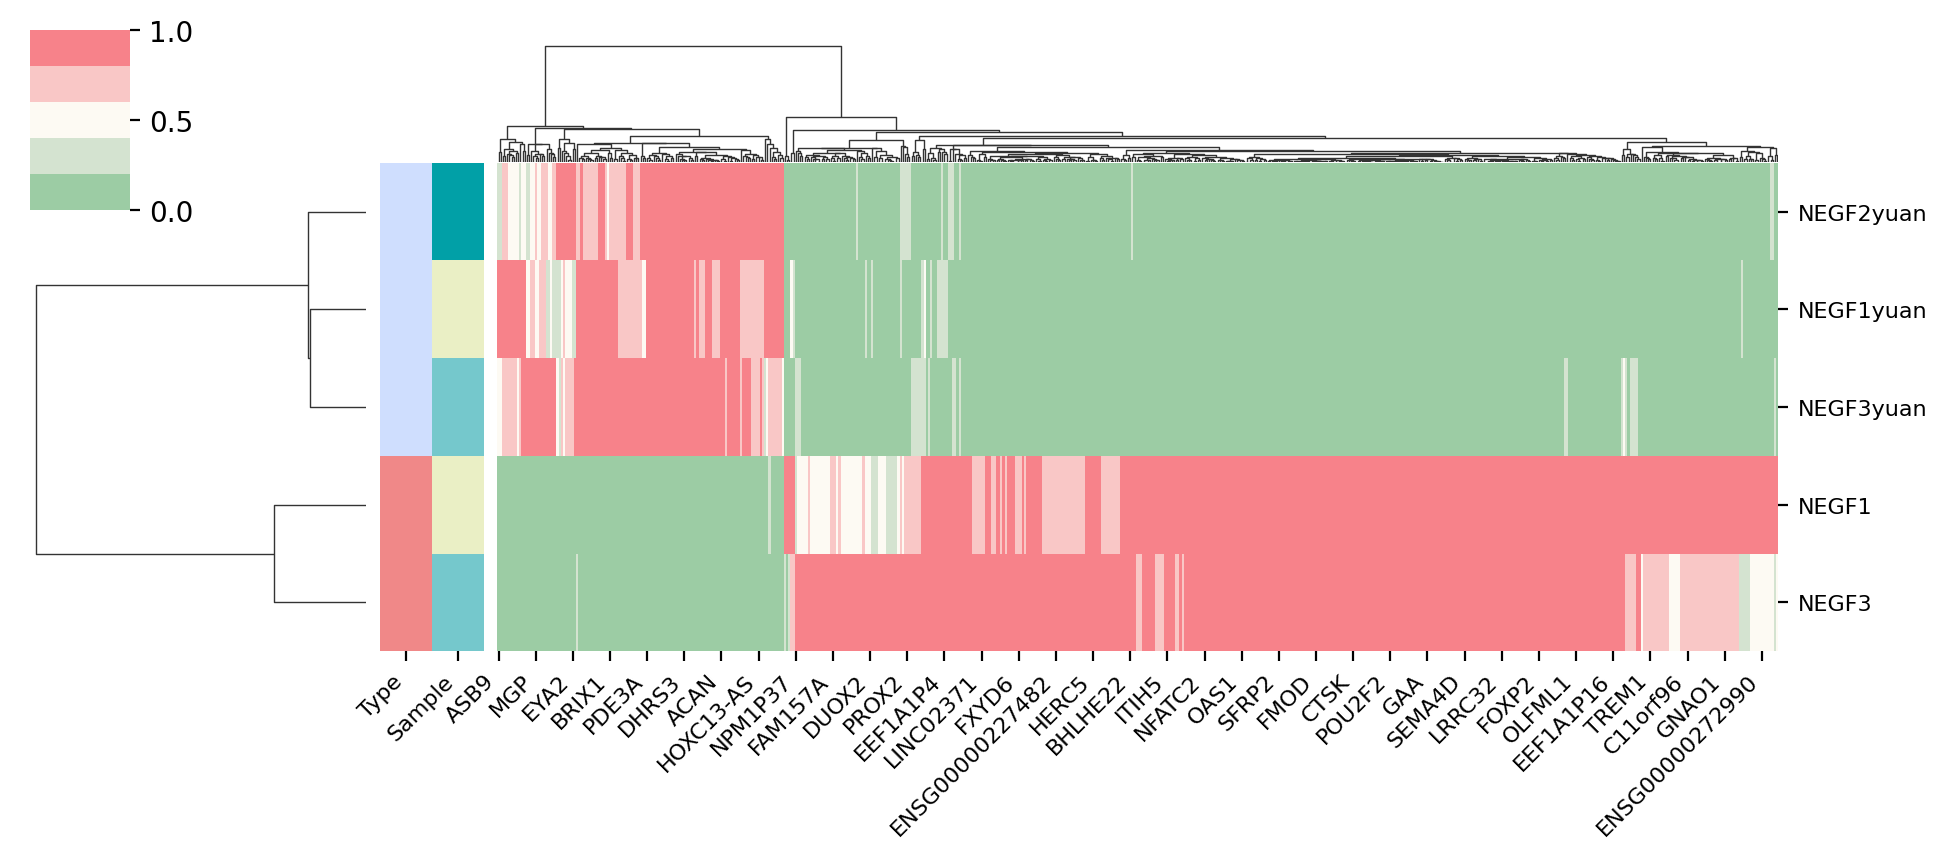 1.0
0.5
0.0
NEGF2yuan
NEGF1yuan
NEGF3yuan
NEGF1
NEGF3
Type
Sample
ASB9
MGP
EYA2
BRIX1
PDE3A
DHRS3
ACAN
HOXC13-AS
NPM1P37
FAM157A
DUOX2
PROX2
EEF1A1P4
LINC02371
FXYD6
ENSG00000227482
HERC5
BHLHE22
ITIH5
NFATC2
OAS1
SFRP2
FMOD
CTSK
POU2F2
GAA
SEMA4D
LRRC32
FOXP2
OLFML1
EEF1A1P16
TREM1
C11orf96
GNAO1
ENSG00000272990